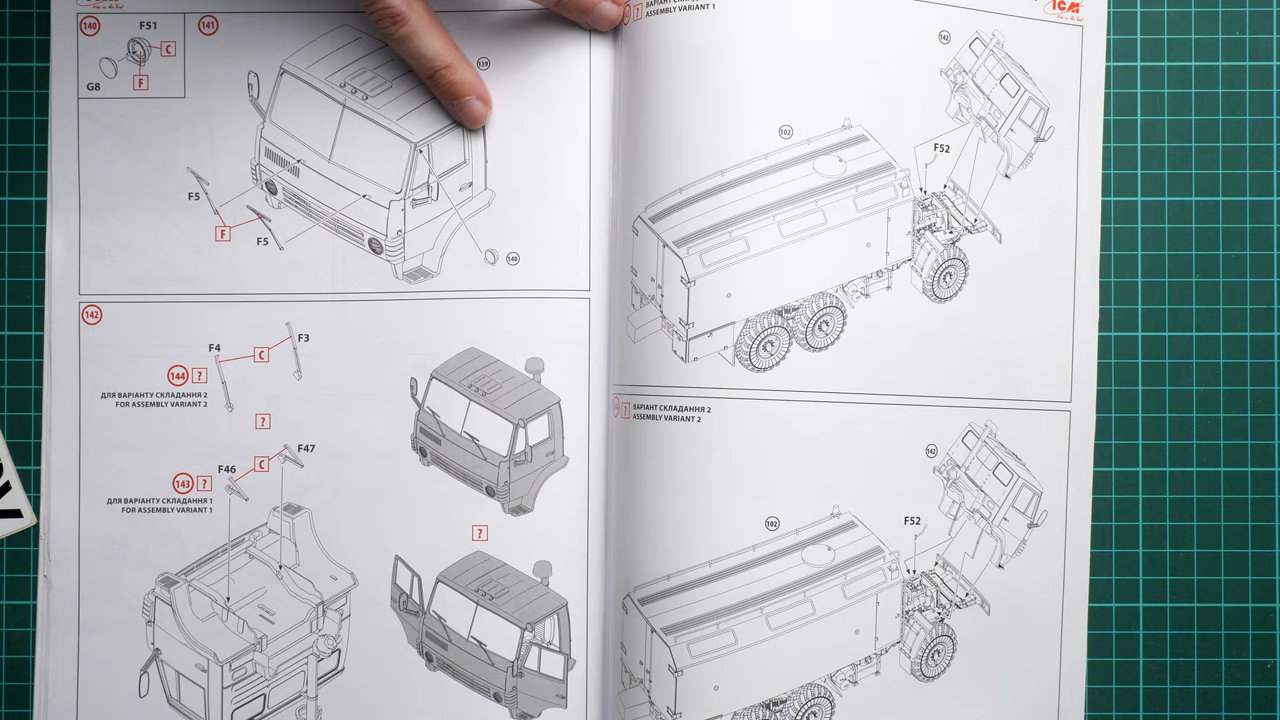 140
F51
C
F
G8
141
139
F5
F
F5
140
142
F4
C
F3
144 ?
ДЛЯ ВАРІАНТУ СКЛАДАННЯ 2
FOR ASSEMBLY VARIANT 2
?
F47
F46
C
143 ?
ДЛЯ ВАРІАНТУ СКЛАДАННЯ 1
FOR ASSEMBLY VARIANT 1
?
ICM
? ВАРІАНТ
ASSEMBLY VARIANT 1
142
102
F52
? ВАРІАНТ СКЛАДАННЯ 2
ASSEMBLY VARIANT 2
142
102
F52